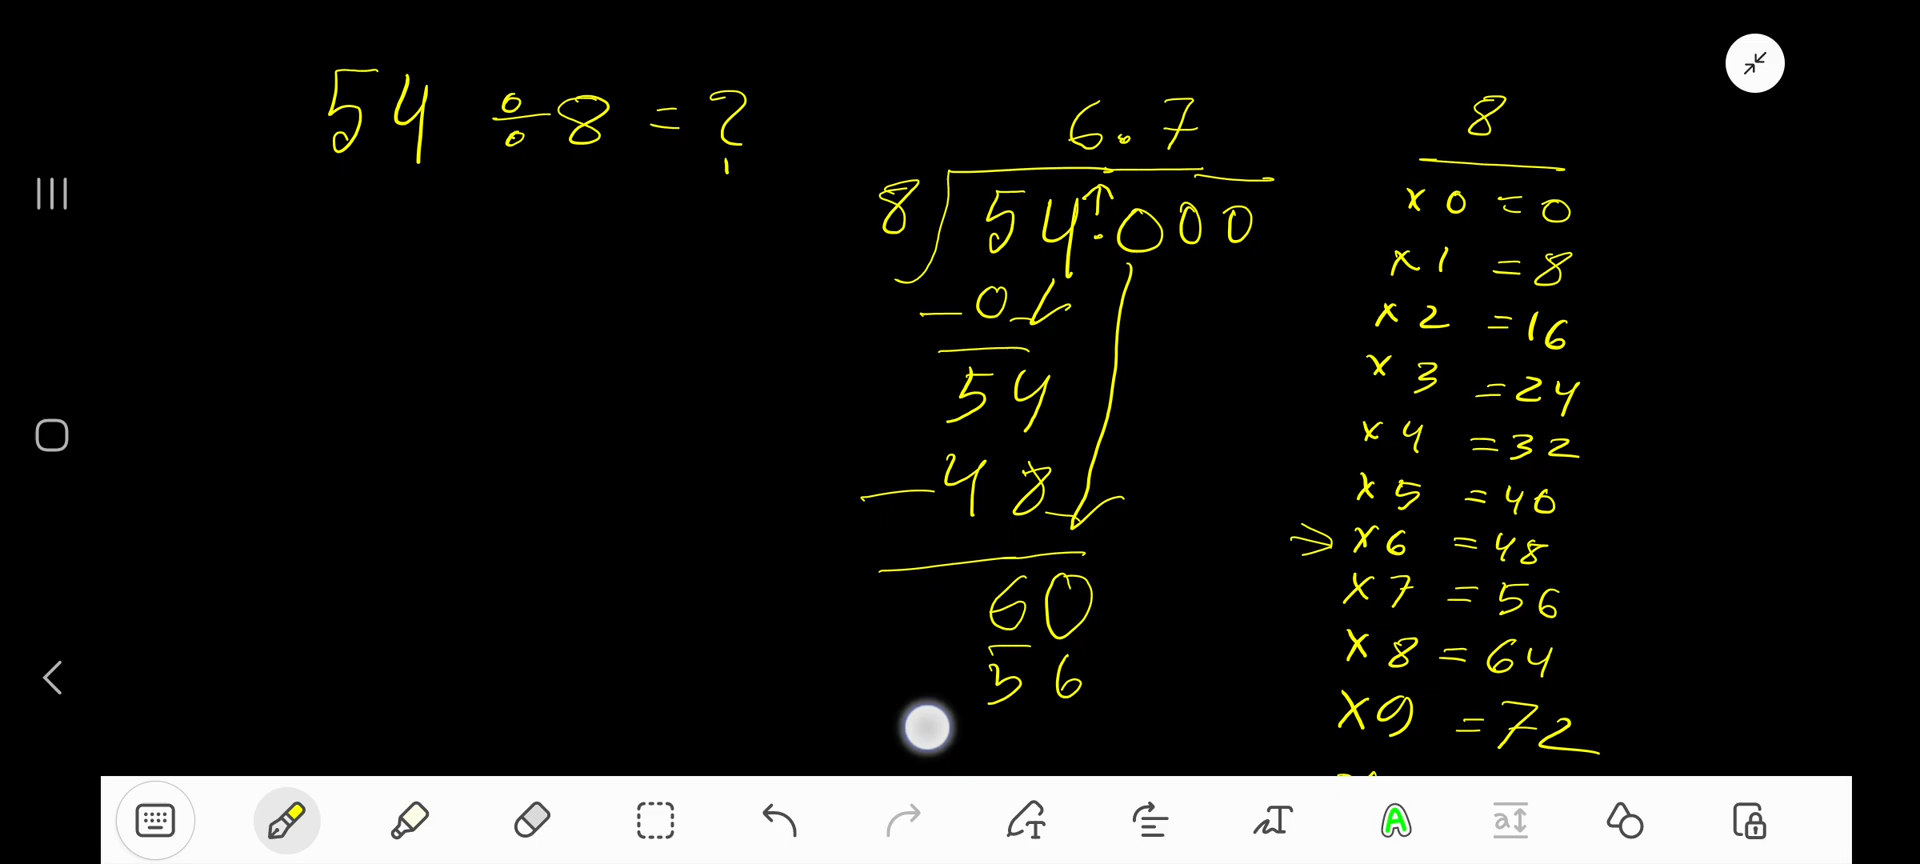 54 ÷ 8 = ?
6.7
8 54.000
- 0
54
- 48
60
56
8
x 0 = 0
x 1 = 8
x 2 = 16
x 3 = 24
x 4 = 32
x 5 = 40
⇒ x 6 = 48
x 7 = 56
x 8 = 64
x 9 = 72
T T A a